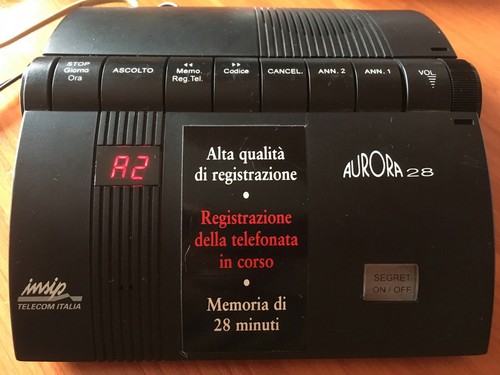 STOP
Giorno
Ora
ASCOLTO
◄◄
Memo.
Reg.Tel.
►►
Codice
CANCEL.
ANN. 2
ANN. 1
VOL.
A2
Alta qualità
di registrazione
•
Registrazione
della telefonata
in corso
•
Memoria di
28 minuti
AURORA 28
SEGRET.
ON / OFF
insip
TELECOM ITALIA